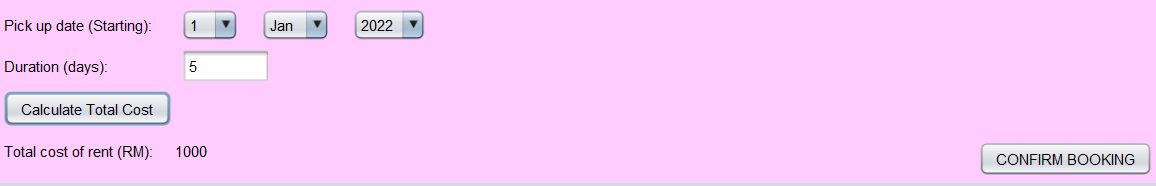 Pick up date (Starting): 1 Jan 2022
Duration (days): 5
Calculate Total Cost
Total cost of rent (RM): 1000
CONFIRM BOOKING